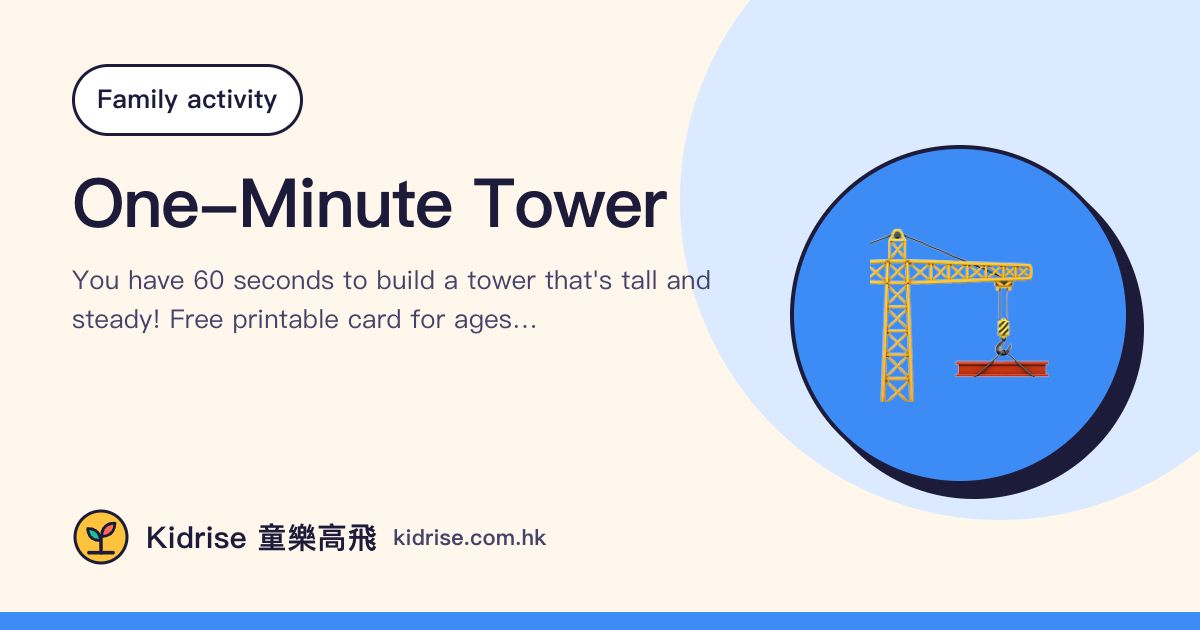 Family activity
One–Minute Tower
You have 60 seconds to build a tower that's tall and
steady! Free printable card for ages…
Kidrise 童樂高飛 kidrise.com.hk